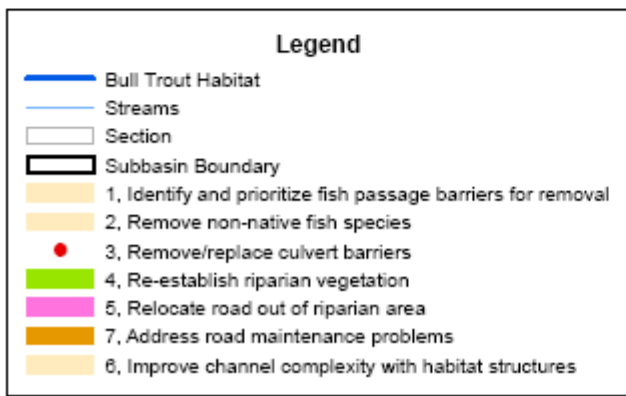 Legend
Bull Trout Habitat
Streams
Section
Subbasin Boundary
1, Identify and prioritize fish passage barriers for removal
2, Remove non-native fish species
3, Remove/replace culvert barriers
4, Re-establish riparian vegetation
5, Relocate road out of riparian area
7, Address road maintenance problems
6, Improve channel complexity with habitat structures